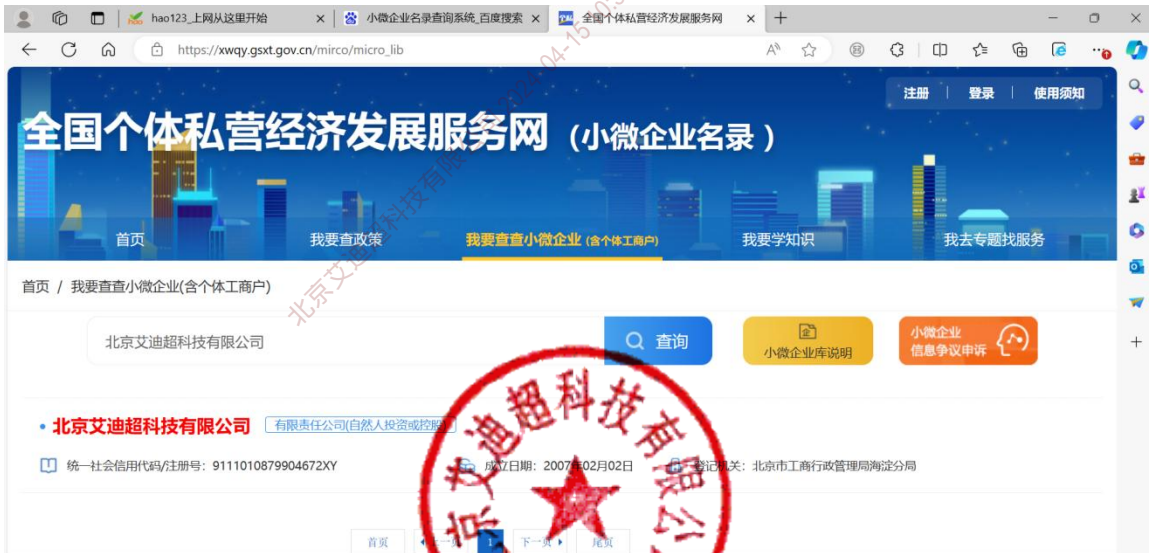 hao123_上网从这里开始
小微企业名录查询系统_百度搜索
全国个体私营经济发展服务网
https://xwqy.gsxt.gov.cn/mirco/micro_lib
注册 | 登录 | 使用须知
全国个体私营经济发展服务网（小微企业名录）
首页 我要查政策 我要查查小微企业 (含个体工商户) 我要学知识 我去专题找服务
首页 / 我要查查小微企业(含个体工商户)
北京艾迪超科技有限公司
查询
小微企业库说明
小微企业
信息争议申诉
北京艾迪超科技有限公司 有限责任公司(自然人投资或控股)
统一社会信用代码/注册号：9111010879904672XY 成立日期：2007年02月02日 登记机关：北京市工商行政管理局海淀分局
首页 上一页 1 下一页 尾页
京艾迪超科技有限公